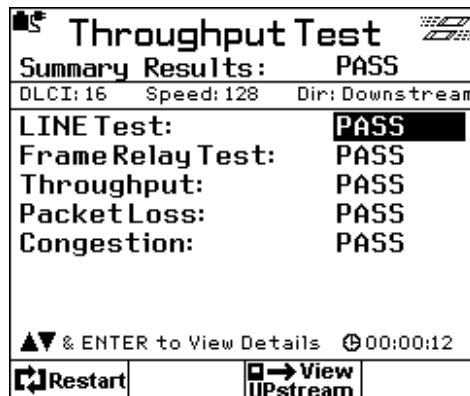 Throughput Test
Summary Results: PASS
DLCI: 16 Speed: 128 Dir: Downstream
LINE Test: PASS
Frame Relay Test: PASS
Throughput: PASS
Packet Loss: PASS
Congestion: PASS
▲▼ & ENTER to View Details 00:00:12
Restart
View
UPstream